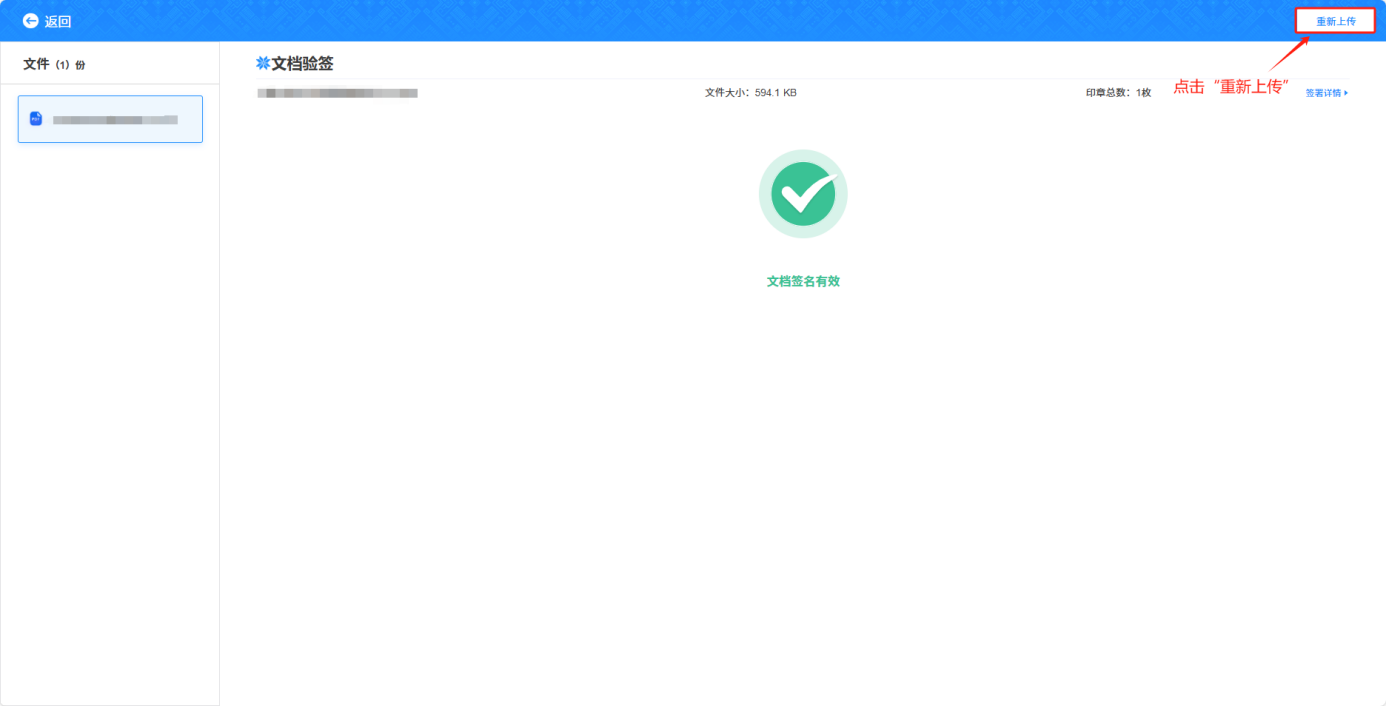 返回
重新上传
文件（1）份
文档验签
文件大小：594.1 KB
印章总数：1枚
点击“重新上传”
签署详情
文档签名有效